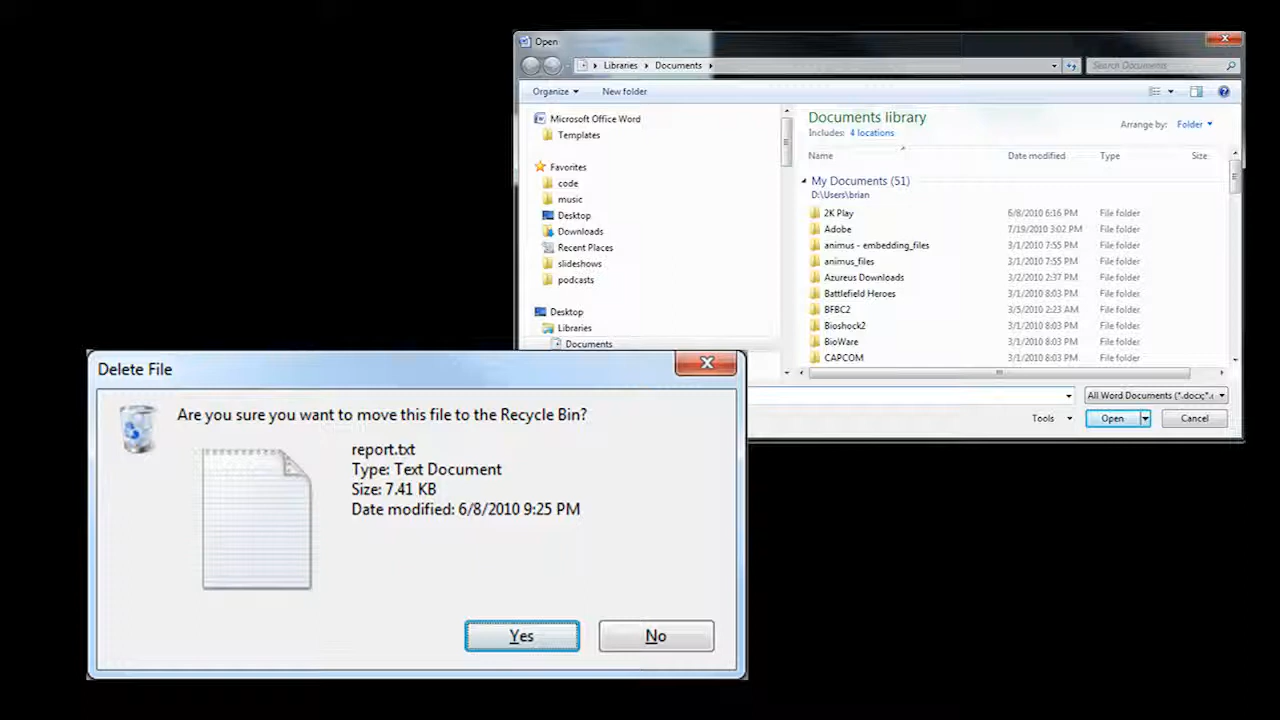 Open
Libraries
Documents
Search Documents
Organize
New folder
Microsoft Office Word
Templates
Favorites
code
music
Desktop
Downloads
Recent Places
slideshows
podcasts
Desktop
Libraries
Documents
Documents library
Includes: 4 locations
Arrange by: Folder
Name Date modified Type Size
My Documents (51)
D:\Users\brian
2K Play 6/8/2010 6:16 PM File folder
Adobe 7/19/2010 3:02 PM File folder
animus - embedding_files 3/1/2010 7:55 PM File folder
animus_files 3/1/2010 7:55 PM File folder
Azureus Downloads 3/2/2010 2:37 PM File folder
Battlefield Heroes 3/1/2010 8:03 PM File folder
BFBC2 3/5/2010 2:23 AM File folder
Bioshock2 3/1/2010 8:03 PM File folder
BioWare 3/1/2010 8:03 PM File folder
CAPCOM 3/1/2010 8:03 PM File folder
All Word Documents (*.docx;*.c
Tools Open Cancel
Delete File
Are you sure you want to move this file to the Recycle Bin?
report.txt
Type: Text Document
Size: 7.41 KB
Date modified: 6/8/2010 9:25 PM
Yes No